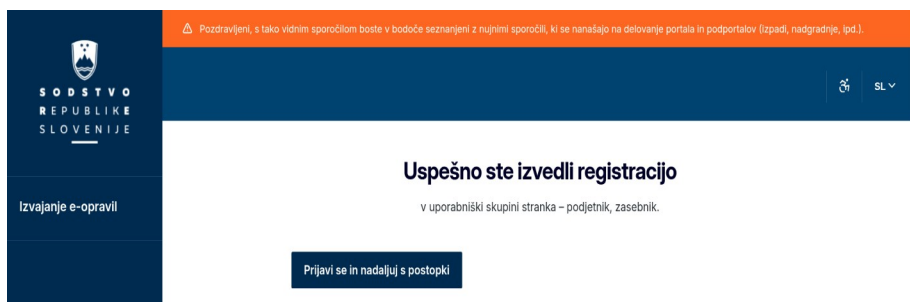 Pozdravljeni, s tako vidnim sporočilom boste v bodoče seznanjeni z nujnimi sporočili, ki se nanašajo na delovanje portala in podportalov (izpadi, nadgradnje, ipd.).
SODSTVO
REPUBLIKE
SLOVENIJE
SL
Izvajanje e-opravil
Uspešno ste izvedli registracijo
v uporabniški skupini stranka – podjetnik, zasebnik.
Prijavi se in nadaljuj s postopki